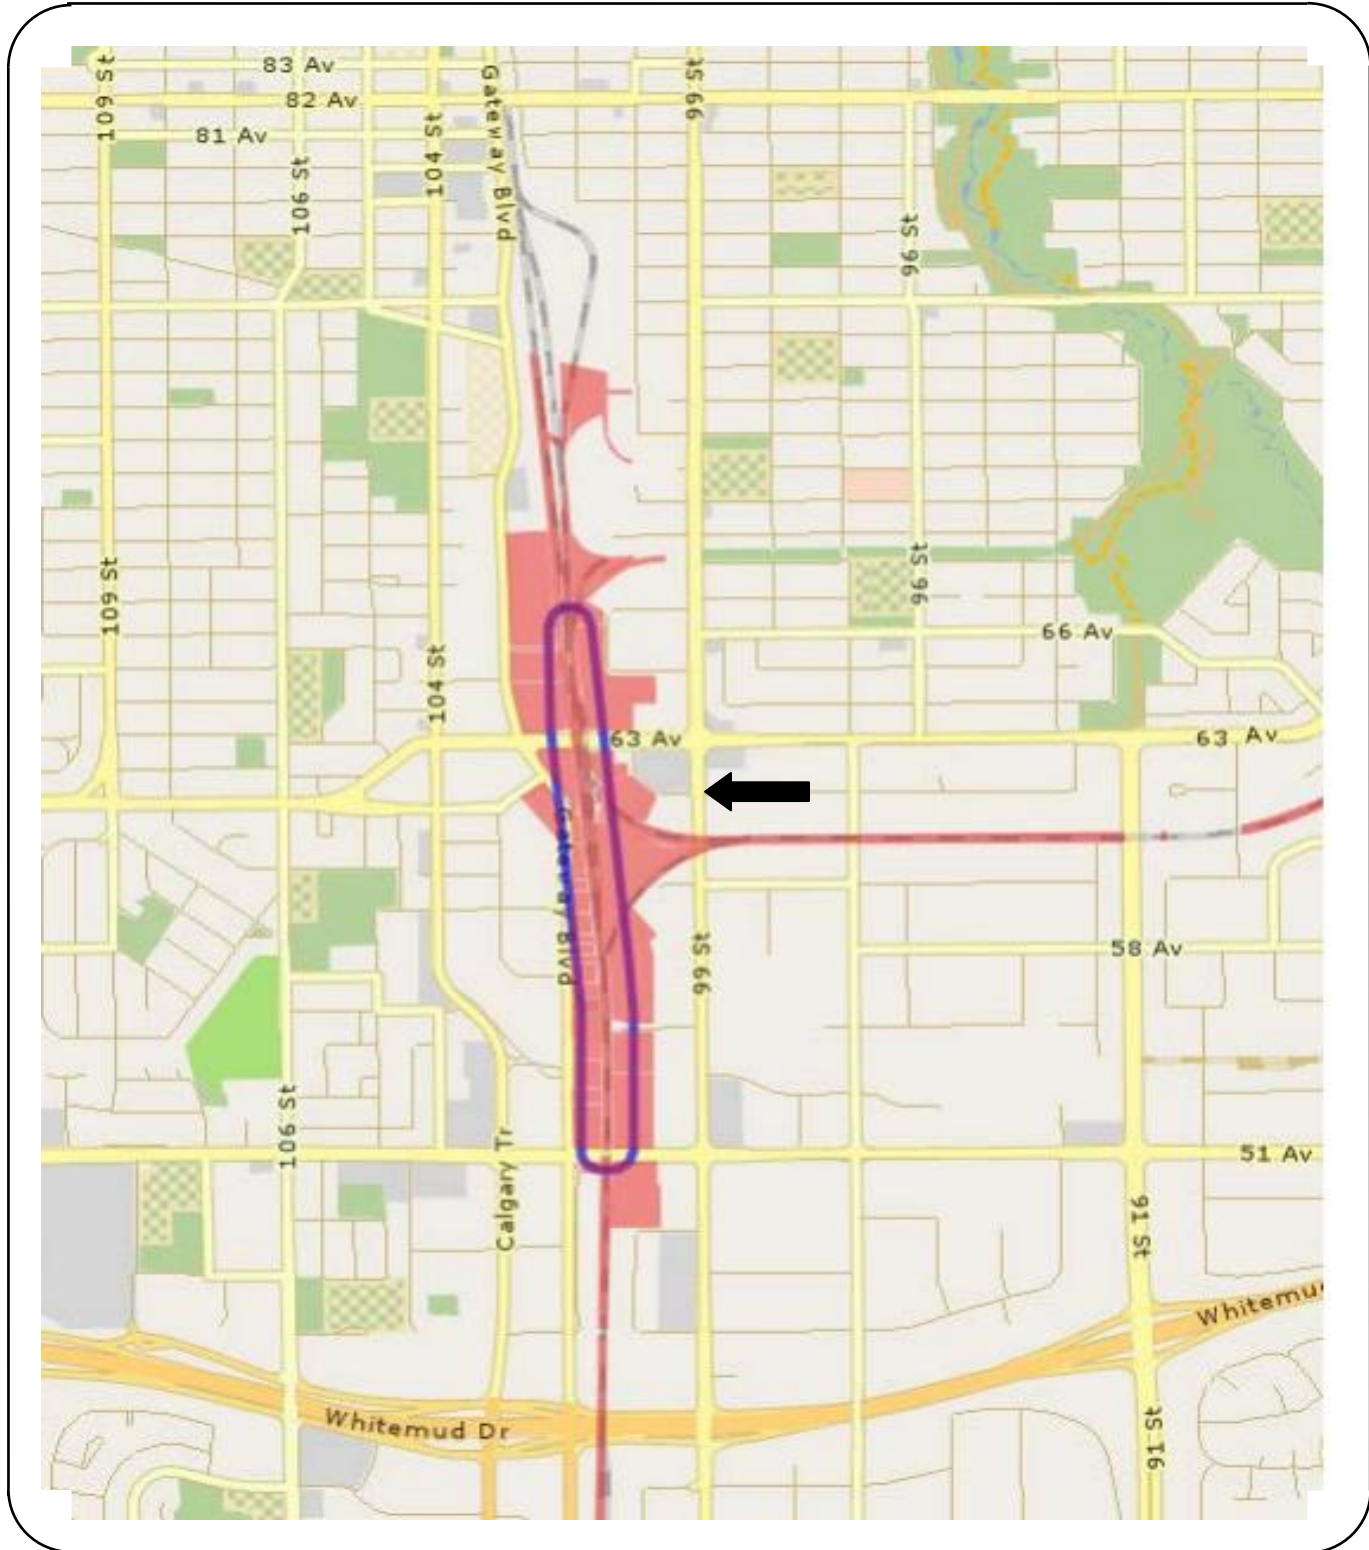 83 Av
82 Av
81 Av
109 St
106 St
104 St
Gateway Blvd
99 St
96 St
109 St
104 St
96 St
66 Av
63 Av
63 Av
Gateway Blvd
99 St
58 Av
106 St
Calgary Tr
51 Av
91 St
Whitemud
Whitemud Dr
91 St